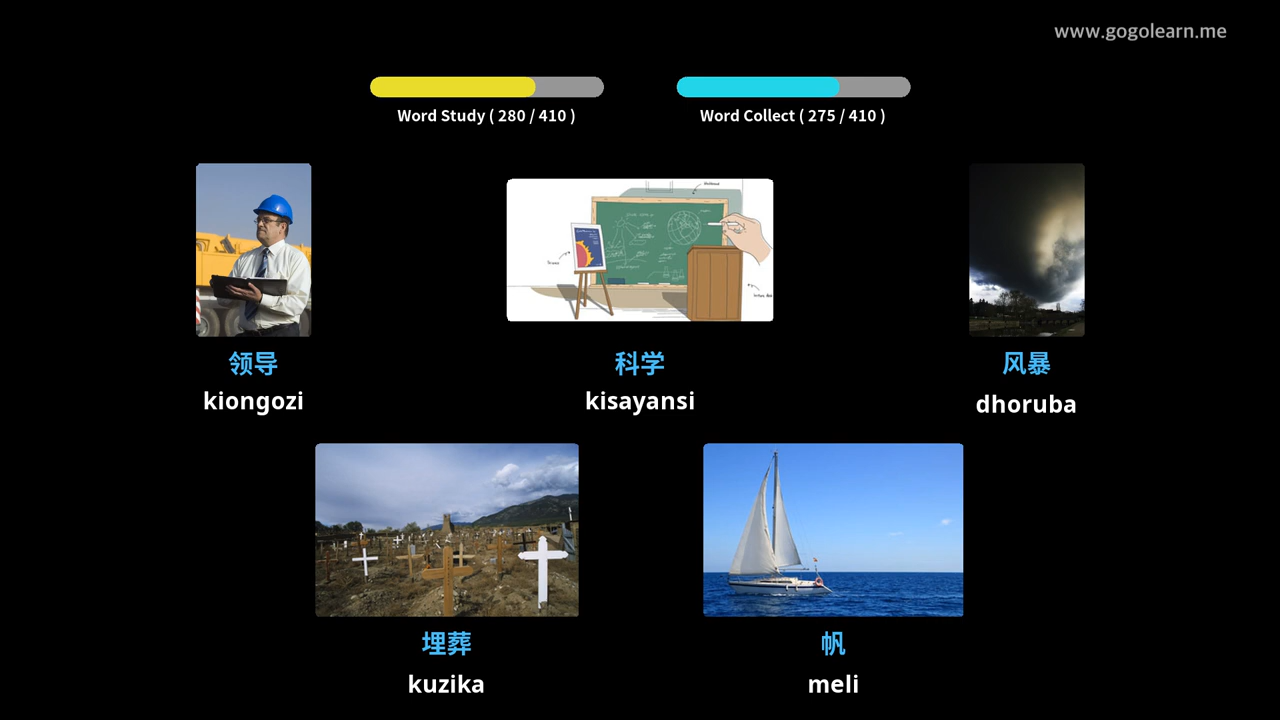 www.gogolearn.me
Word Study ( 280 / 410 )
Word Collect ( 275 / 410 )
领导
kiongozi
科学
kisayansi
风暴
dhoruba
埋葬
kuzika
帆
meli